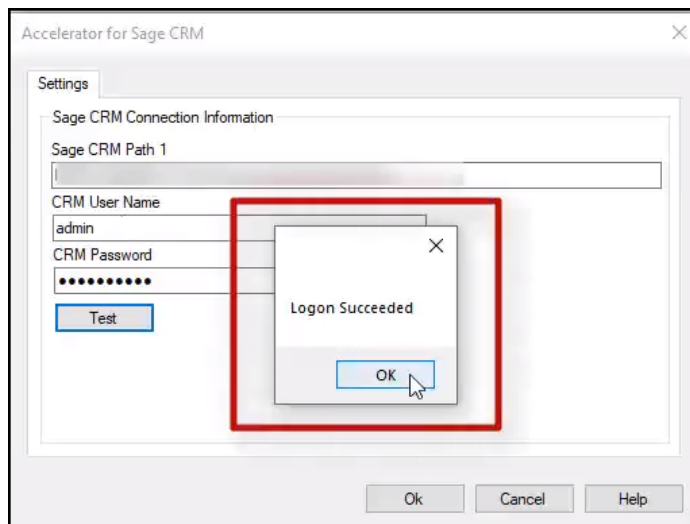 Accelerator for Sage CRM
Settings
Sage CRM Connection Information
Sage CRM Path 1
CRM User Name
admin
CRM Password
••••••••••
Test
Logon Succeeded
OK
Ok Cancel Help